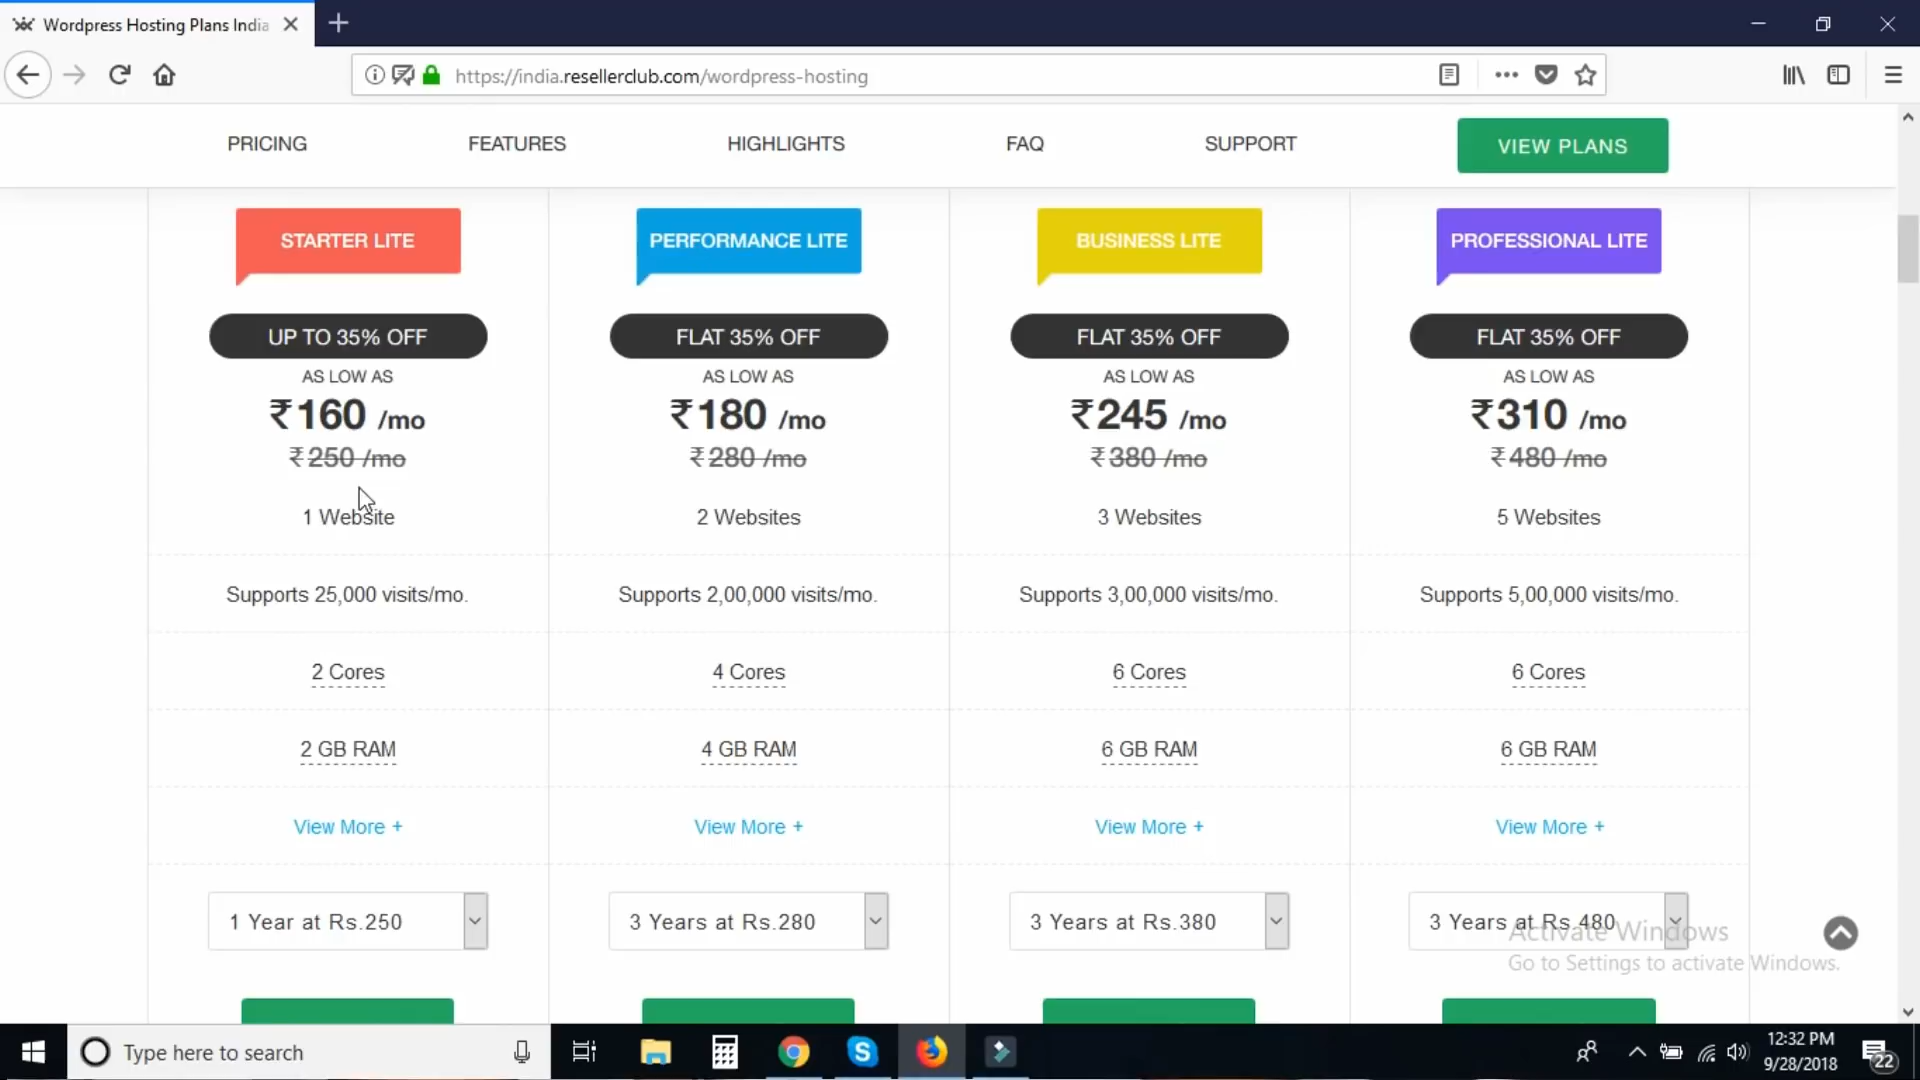 Wordpress Hosting Plans India
https://india.resellerclub.com/wordpress-hosting
PRICING FEATURES HIGHLIGHTS FAQ SUPPORT VIEW PLANS
STARTER LITE PERFORMANCE LITE BUSINESS LITE PROFESSIONAL LITE
UP TO 35% OFF FLAT 35% OFF FLAT 35% OFF FLAT 35% OFF
AS LOW AS AS LOW AS AS LOW AS AS LOW AS
₹160 /mo ₹180 /mo ₹245 /mo ₹310 /mo
₹250 /mo ₹280 /mo ₹380 /mo ₹480 /mo
1 Website 2 Websites 3 Websites 5 Websites
Supports 25,000 visits/mo. Supports 2,00,000 visits/mo. Supports 3,00,000 visits/mo. Supports 5,00,000 visits/mo.
2 Cores 4 Cores 6 Cores 6 Cores
2 GB RAM 4 GB RAM 6 GB RAM 6 GB RAM
View More + View More + View More + View More +
1 Year at Rs.250 3 Years at Rs.280 3 Years at Rs.380 3 Years at Rs.480
Activate Windows
Go to Settings to activate Windows.
Type here to search
12:32 PM
9/28/2018
22